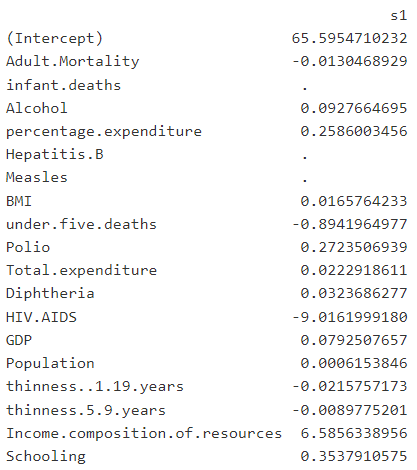 s1
(Intercept) 65.5954710232
Adult.Mortality -0.0130468929
infant.deaths .
Alcohol 0.0927664695
percentage.expenditure 0.2586003456
Hepatitis.B .
Measles .
BMI 0.0165764233
under.five.deaths -0.8941964977
Polio 0.2723506939
Total.expenditure 0.0222918611
Diphtheria 0.0323686277
HIV.AIDS -9.0161999180
GDP 0.0792507657
Population 0.0006153846
thinness..1.19.years -0.0215757173
thinness.5.9.years -0.0089775201
Income.composition.of.resources 6.5856338956
Schooling 0.3537910575